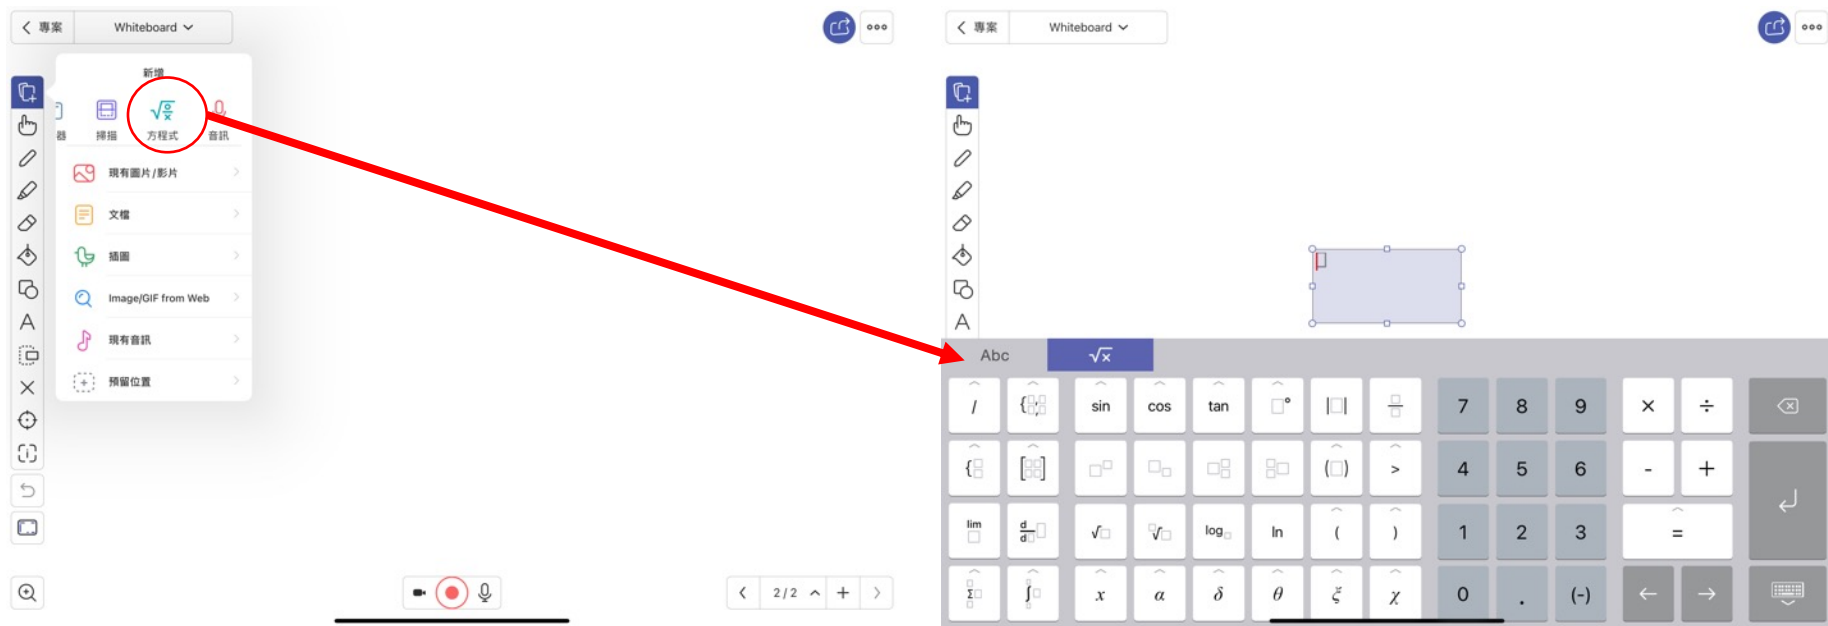 專案 Whiteboard
新增
器 掃描 方程式 音訊
現有圖片/影片
文檔
插圖
Image/GIF from Web
現有音訊
預留位置
2/2
專案 Whiteboard
A
Abc √x
/ {□,□ sin cos tan □° |□| □/□ 7 8 9 × ÷
{ [ ] (□) > 4 5 6 - +
lim d/d□ √□ □√□ log□ ln ( ) 1 2 3 =
Σ ∫ x α δ θ ξ χ 0 . (-) ← →